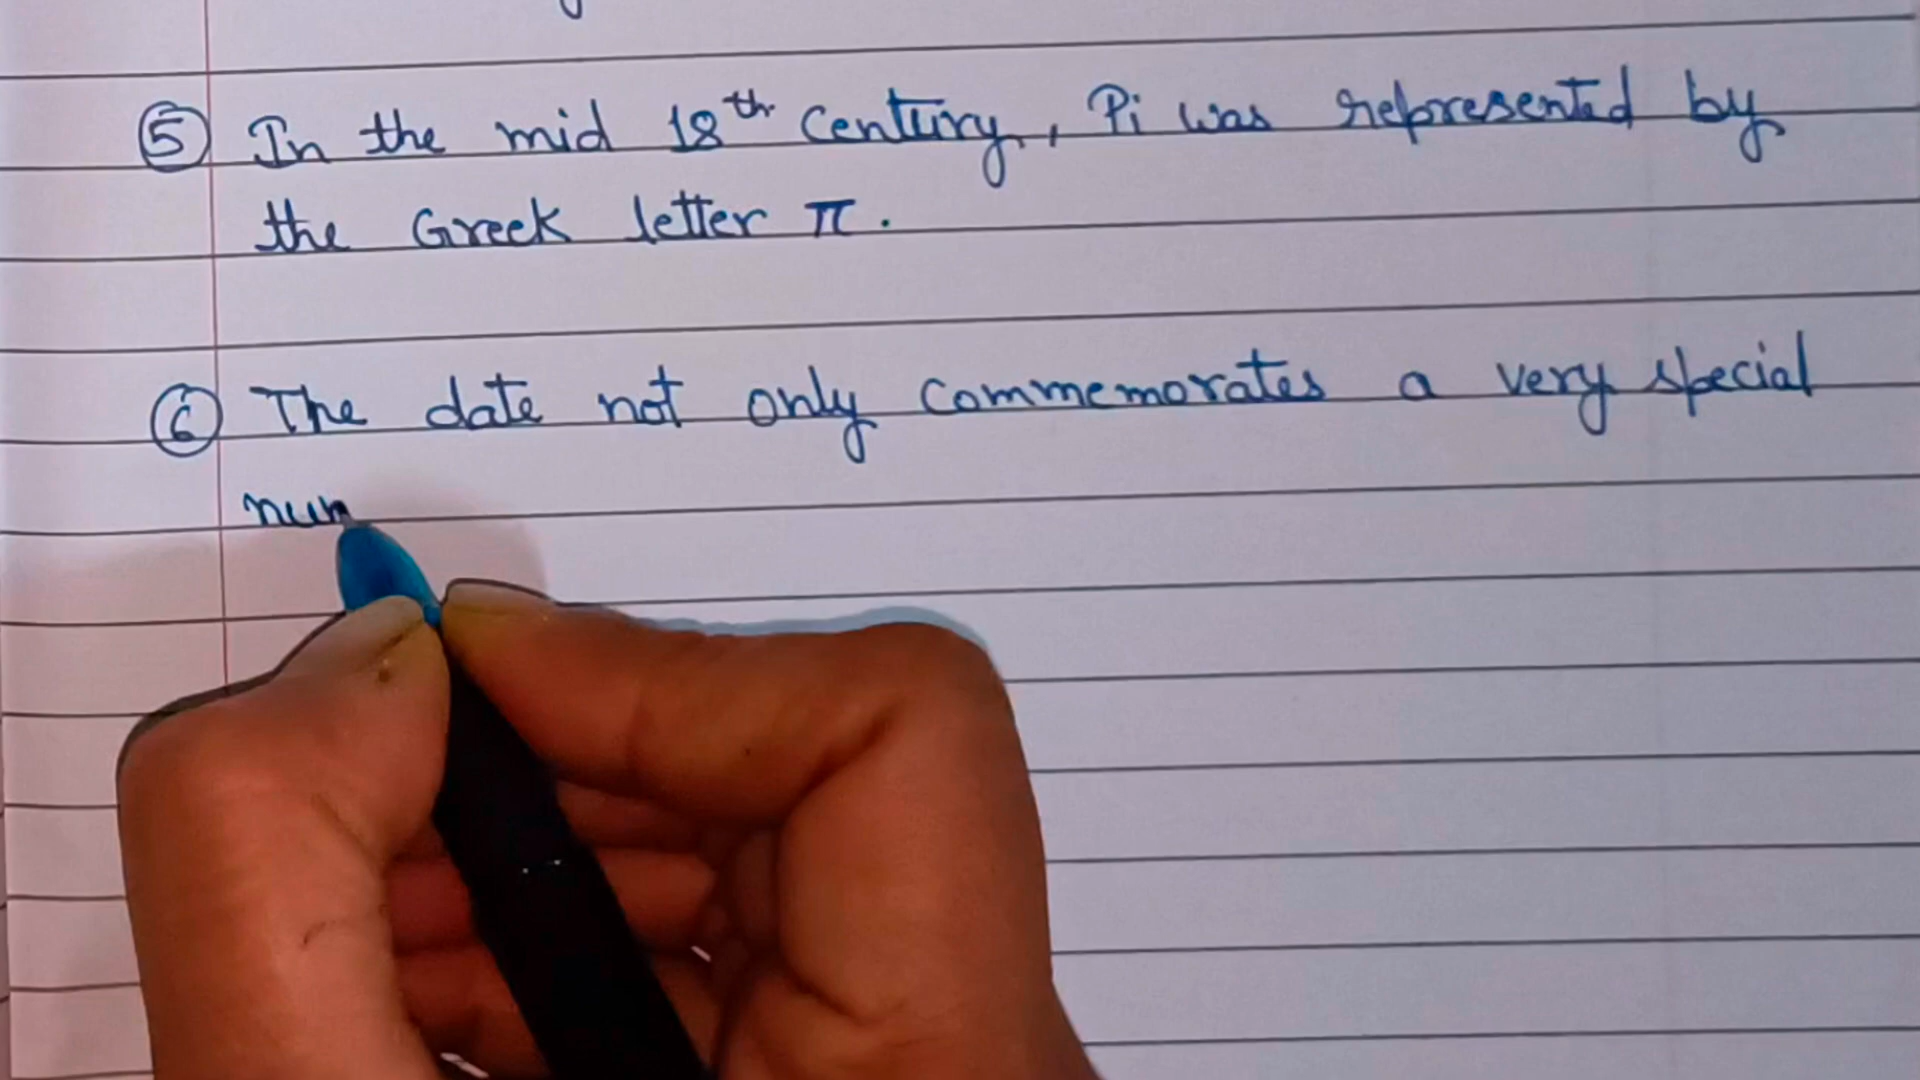 ⑤ In the mid 18th Century, Pi was represented by
the Greek letter π.
⑥ The date not only commemorates a very special
num